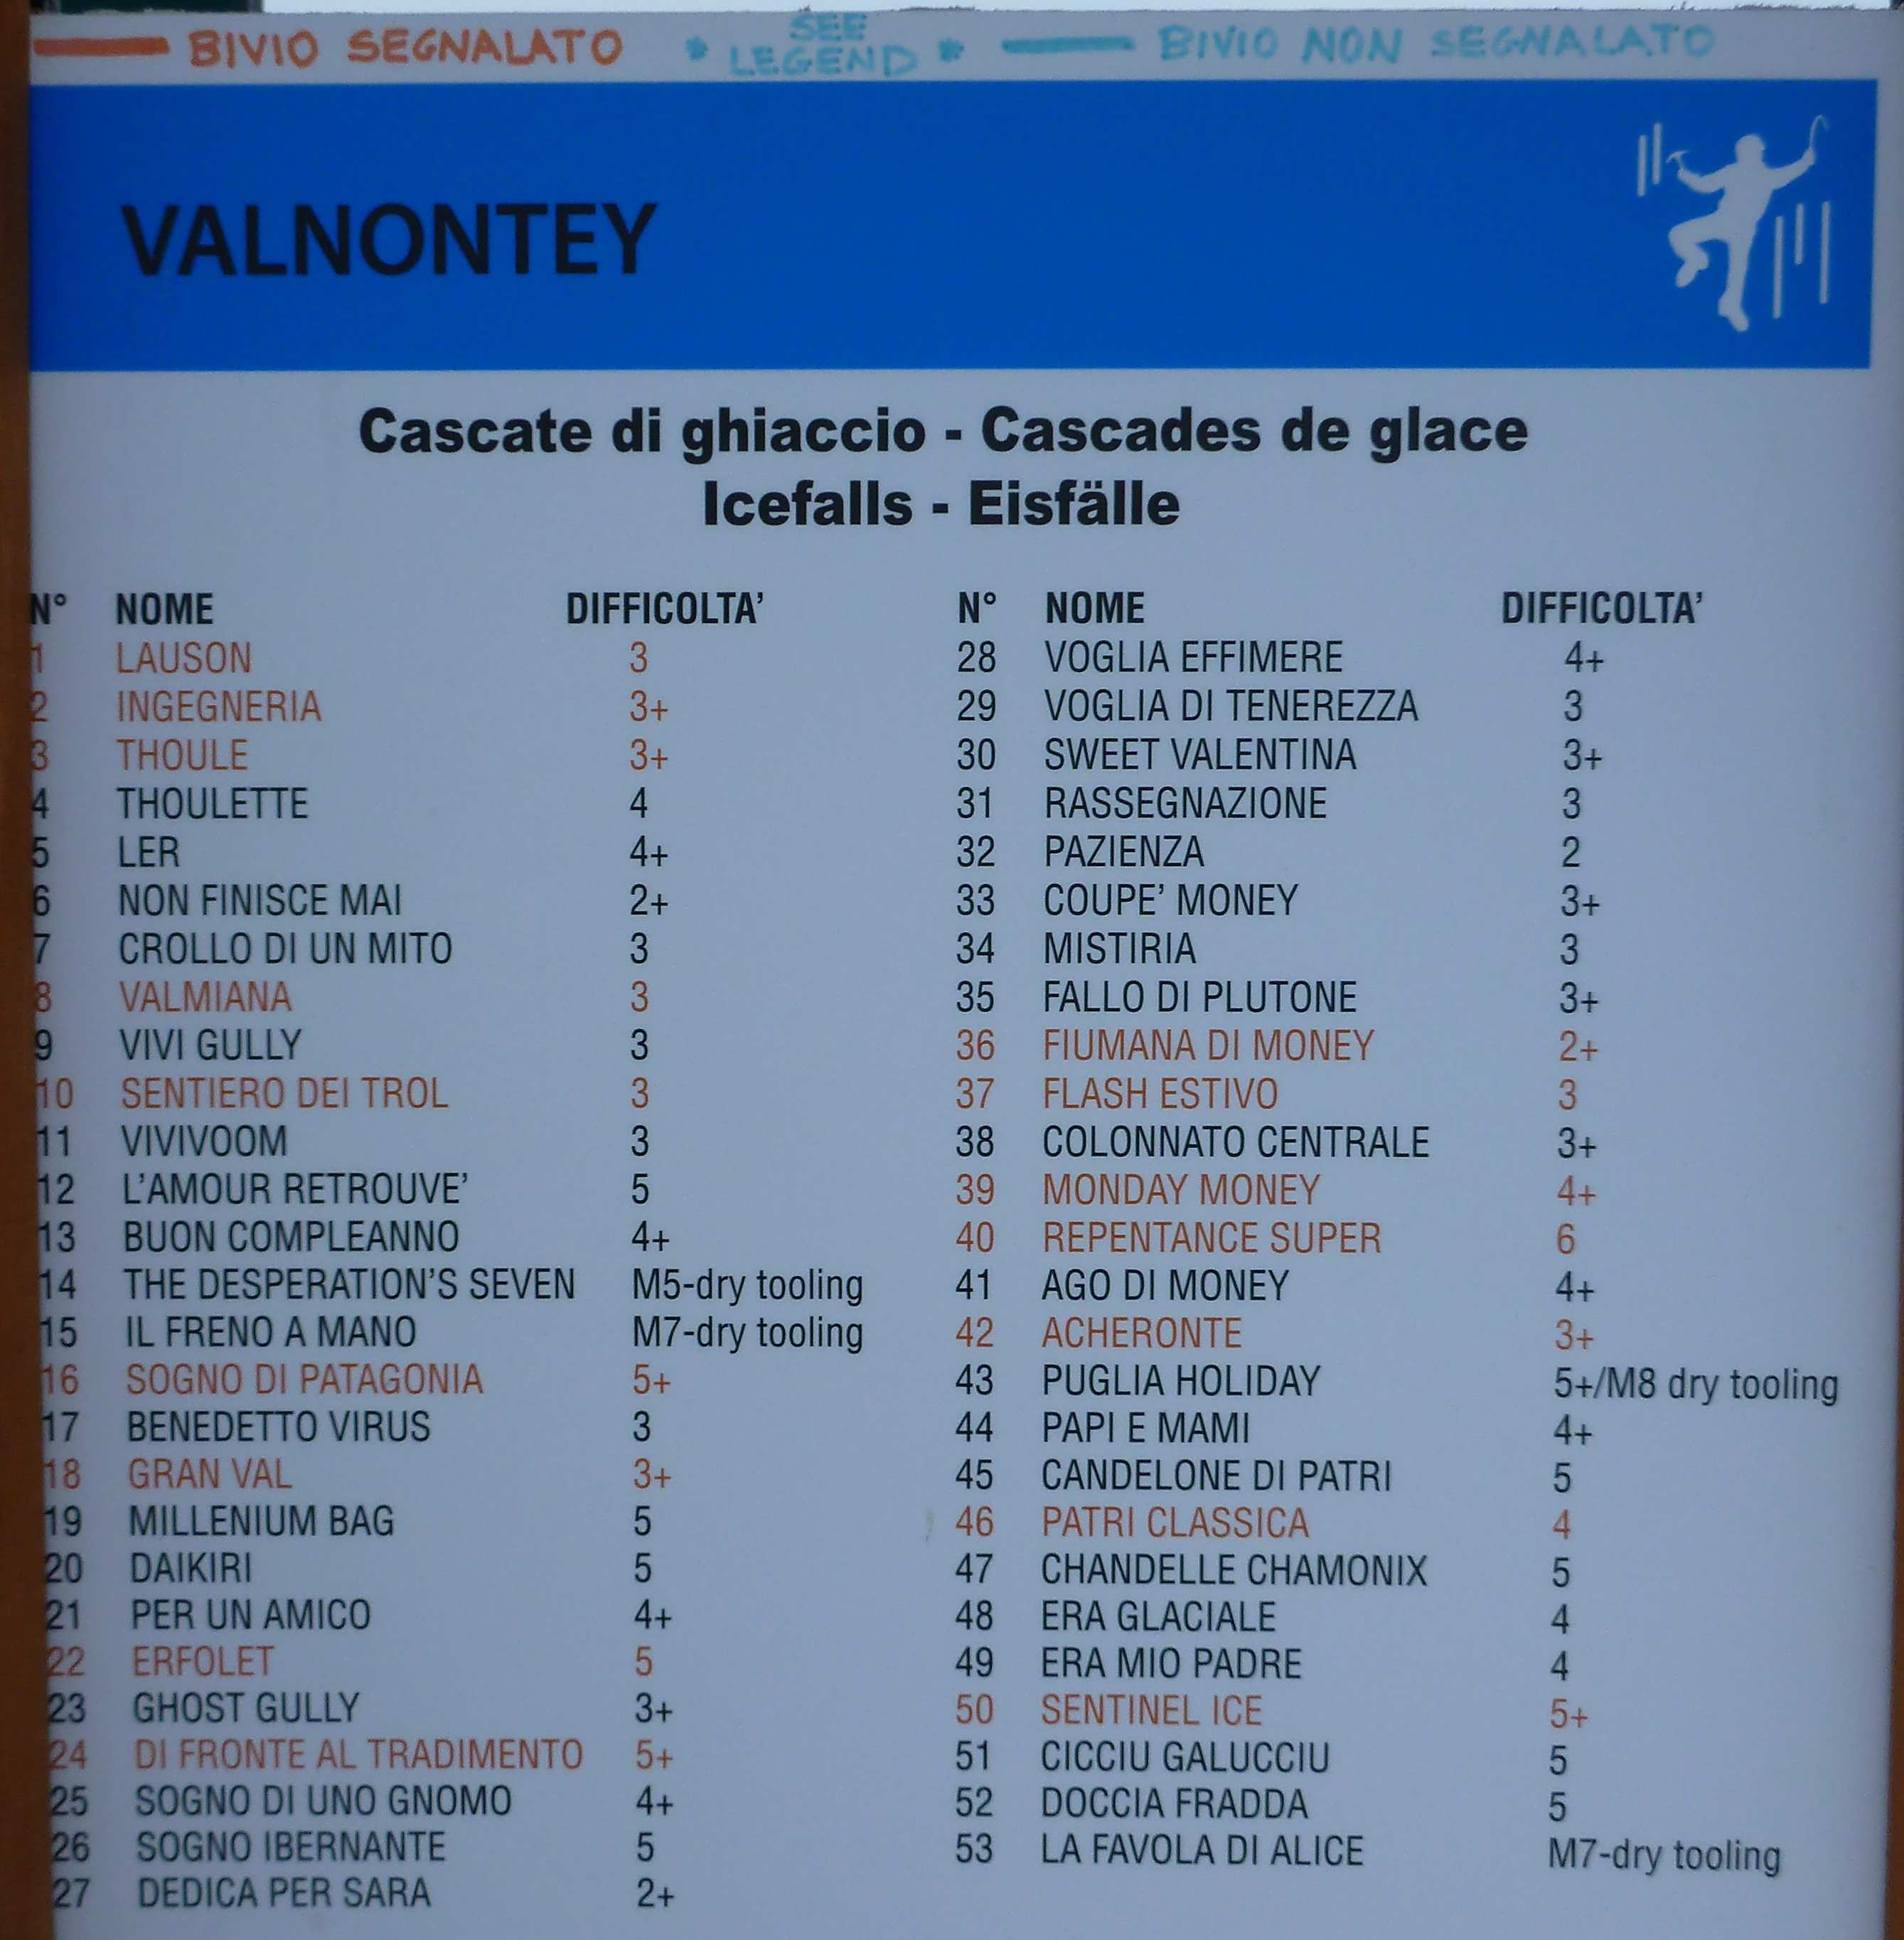 BIVIO SEGNALATO * SEE LEGEND * BIVIO NON SEGNALATO
VALNONTEY
Cascate di ghiaccio - Cascades de glace
Icefalls - Eisfälle
N° NOME DIFFICOLTA’
1 LAUSON 3
2 INGEGNERIA 3+
3 THOULE 3+
4 THOULETTE 4
5 LER 4+
6 NON FINISCE MAI 2+
7 CROLLO DI UN MITO 3
8 VALMIANA 3
9 VIVI GULLY 3
10 SENTIERO DEI TROL 3
11 VIVIVOOM 3
12 L’AMOUR RETROUVE’ 5
13 BUON COMPLEANNO 4+
14 THE DESPERATION’S SEVEN M5-dry tooling
15 IL FRENO A MANO M7-dry tooling
16 SOGNO DI PATAGONIA 5+
17 BENEDETTO VIRUS 3
18 GRAN VAL 3+
19 MILLENIUM BAG 5
20 DAIKIRI 5
21 PER UN AMICO 4+
22 ERFOLET 5
23 GHOST GULLY 3+
24 DI FRONTE AL TRADIMENTO 5+
25 SOGNO DI UNO GNOMO 4+
26 SOGNO IBERNANTE 5
27 DEDICA PER SARA 2+
N° NOME DIFFICOLTA’
28 VOGLIA EFFIMERE 4+
29 VOGLIA DI TENEREZZA 3
30 SWEET VALENTINA 3+
31 RASSEGNAZIONE 3
32 PAZIENZA 2
33 COUPE’ MONEY 3+
34 MISTIRIA 3
35 FALLO DI PLUTONE 3+
36 FIUMANA DI MONEY 2+
37 FLASH ESTIVO 3
38 COLONNATO CENTRALE 3+
39 MONDAY MONEY 4+
40 REPENTANCE SUPER 6
41 AGO DI MONEY 4+
42 ACHERONTE 3+
43 PUGLIA HOLIDAY 5+/M8 dry tooling
44 PAPI E MAMI 4+
45 CANDELONE DI PATRI 5
46 PATRI CLASSICA 4
47 CHANDELLE CHAMONIX 5
48 ERA GLACIALE 4
49 ERA MIO PADRE 4
50 SENTINEL ICE 5+
51 CICCIU GALUCCIU 5
52 DOCCIA FRADDA 5
53 LA FAVOLA DI ALICE M7-dry tooling